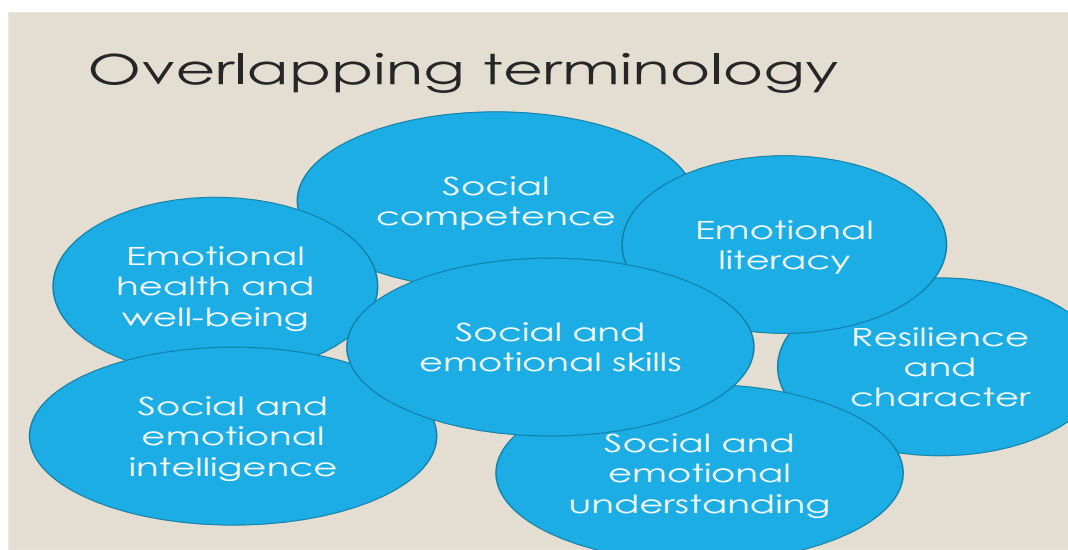 Overlapping terminology
Social
competence
Emotional
literacy
Emotional
health and
well-being
Social and
emotional skills
Resilience
and
character
Social and
emotional
intelligence
Social and
emotional
understanding